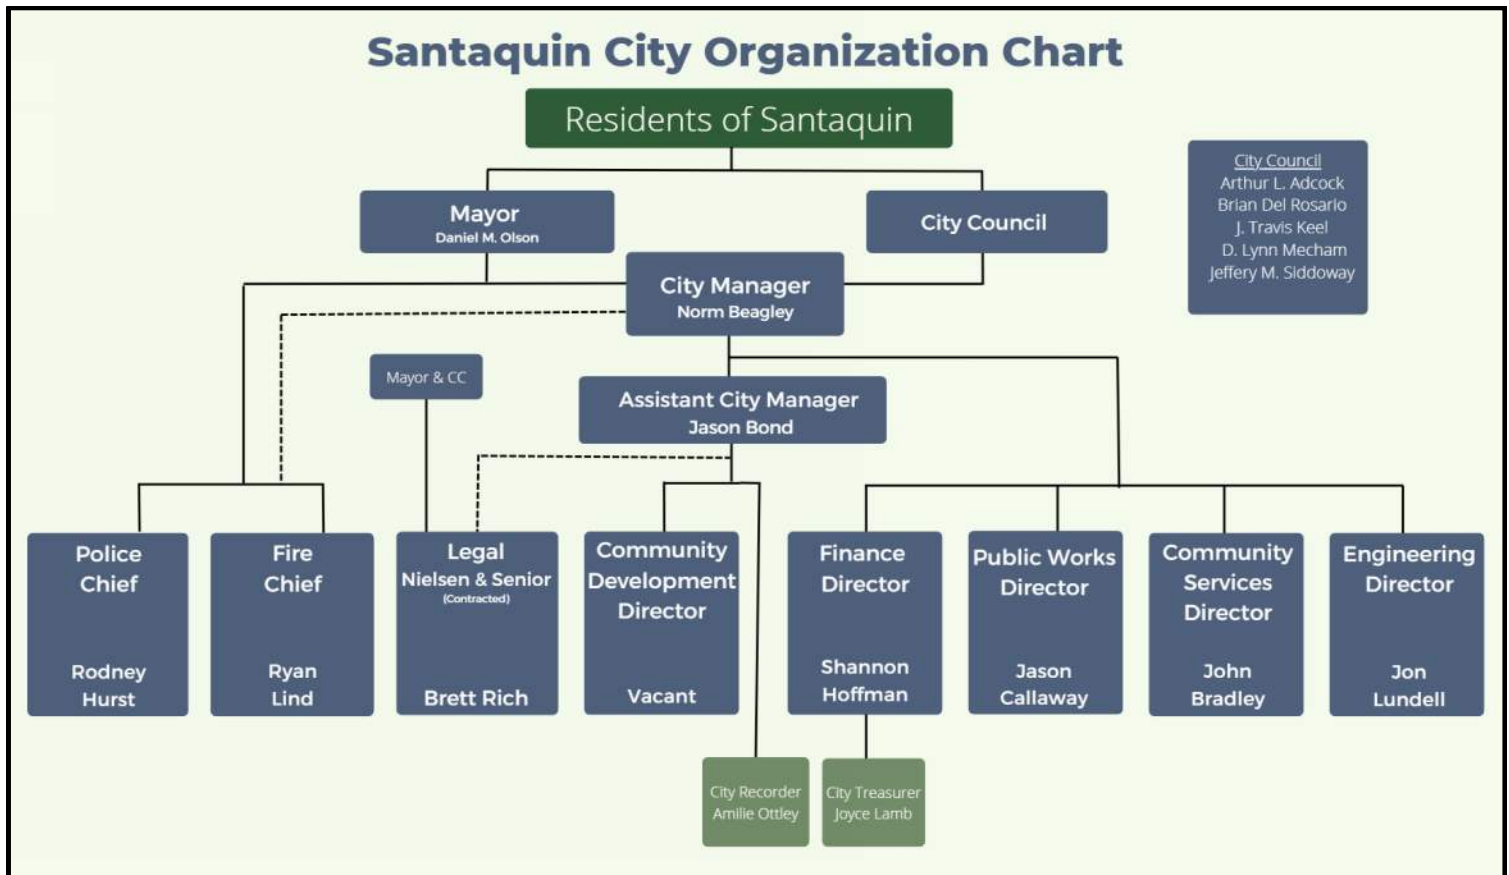 Santaquin City Organization Chart
Residents of Santaquin
City Council
Arthur L. Adcock
Brian Del Rosario
J. Travis Keel
D. Lynn Mecham
Jeffery M. Siddoway
Mayor
Daniel M. Olson
City Council
City Manager
Norm Beagley
Mayor & CC
Assistant City Manager
Jason Bond
Police
Chief
Rodney
Hurst
Fire
Chief
Ryan
Lind
Legal
Nielsen & Senior
(Contracted)
Brett Rich
Community
Development
Director
Vacant
Finance
Director
Shannon
Hoffman
Public Works
Director
Jason
Callaway
Community
Services
Director
John
Bradley
Engineering
Director
Jon
Lundell
City Recorder
Amilie Ottley
City Treasurer
Joyce Lamb